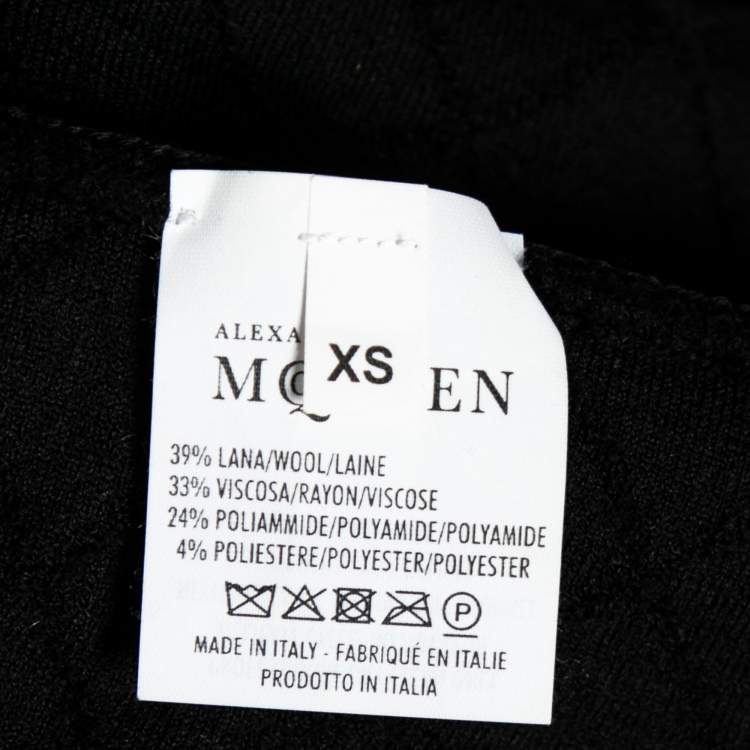 ALEXA
XS
MCQ EN
39% LANA/WOOL/LAINE
33% VISCOSA/RAYON/VISCOSE
24% POLIAMMIDE/POLYAMIDE/POLYAMIDE
4% POLIESTERE/POLYESTER/POLYESTER
P
MADE IN ITALY - FABRIQUÉ EN ITALIE
PRODOTTO IN ITALIA